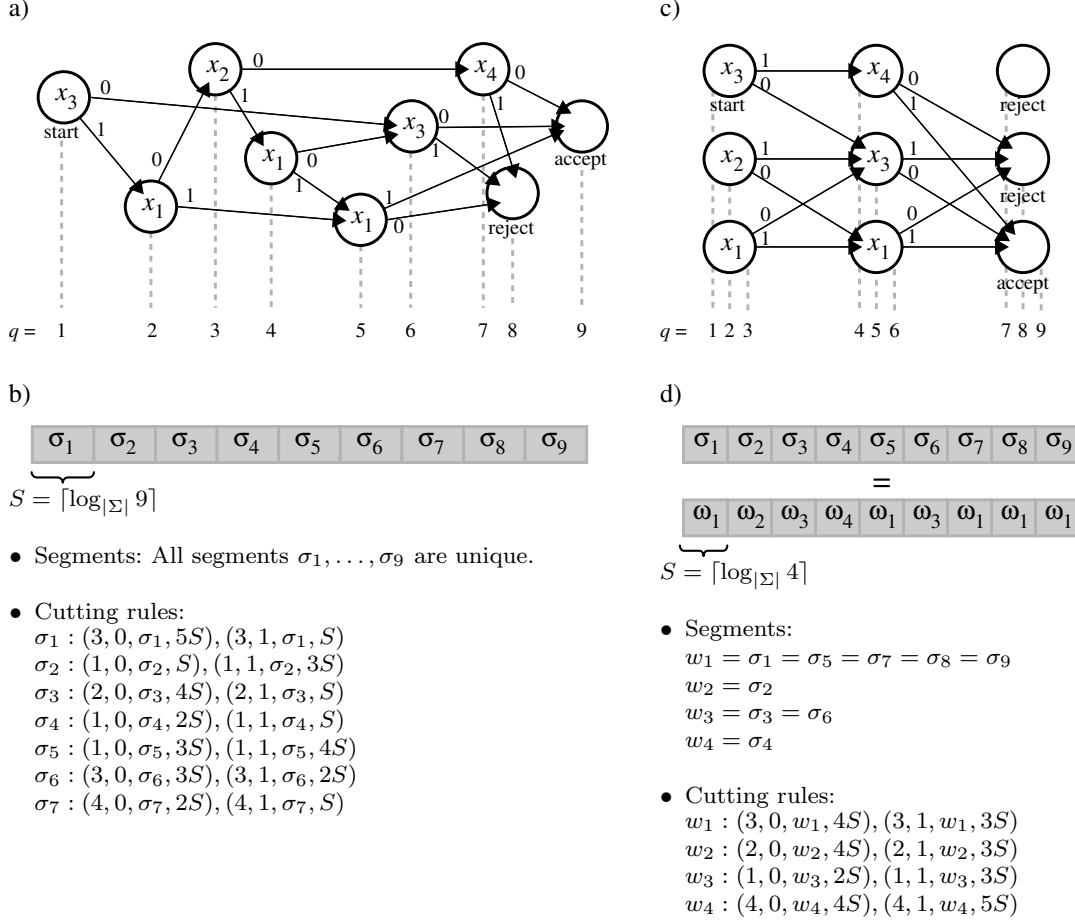 a)
x₃
start
0
1
x₁
0
1
x₂
0
1
x₁
0
1
x₁
1
0
x₃
0
1
x₄
0
1
reject
accept
q = 1 2 3 4 5 6 7 8 9
b)
σ₁ σ₂ σ₃ σ₄ σ₅ σ₆ σ₇ σ₈ σ₉
S = ⌈log_|Σ| 9⌉
• Segments: All segments σ₁, . . . , σ₉ are unique.
• Cutting rules:
σ₁ : (3, 0, σ₁, 5S), (3, 1, σ₁, S)
σ₂ : (1, 0, σ₂, S), (1, 1, σ₂, 3S)
σ₃ : (2, 0, σ₃, 4S), (2, 1, σ₃, S)
σ₄ : (1, 0, σ₄, 2S), (1, 1, σ₄, S)
σ₅ : (1, 0, σ₅, 3S), (1, 1, σ₅, 4S)
σ₆ : (3, 0, σ₆, 3S), (3, 1, σ₆, 2S)
σ₇ : (4, 0, σ₇, 2S), (4, 1, σ₇, S)
c)
x₃
start
1
0
x₄
0
1
reject
x₂
1
0
x₃
1
0
reject
x₁
0
1
x₁
0
1
accept
q = 1 2 3 4 5 6 7 8 9
d)
σ₁ σ₂ σ₃ σ₄ σ₅ σ₆ σ₇ σ₈ σ₉
=
ω₁ ω₂ ω₃ ω₄ ω₁ ω₃ ω₁ ω₁ ω₁
S = ⌈log_|Σ| 4⌉
• Segments:
w₁ = σ₁ = σ₅ = σ₇ = σ₈ = σ₉
w₂ = σ₂
w₃ = σ₃ = σ₆
w₄ = σ₄
• Cutting rules:
w₁ : (3, 0, w₁, 4S), (3, 1, w₁, 3S)
w₂ : (2, 0, w₂, 4S), (2, 1, w₂, 3S)
w₃ : (1, 0, w₃, 2S), (1, 1, w₃, 3S)
w₄ : (4, 0, w₄, 4S), (4, 1, w₄, 5S)